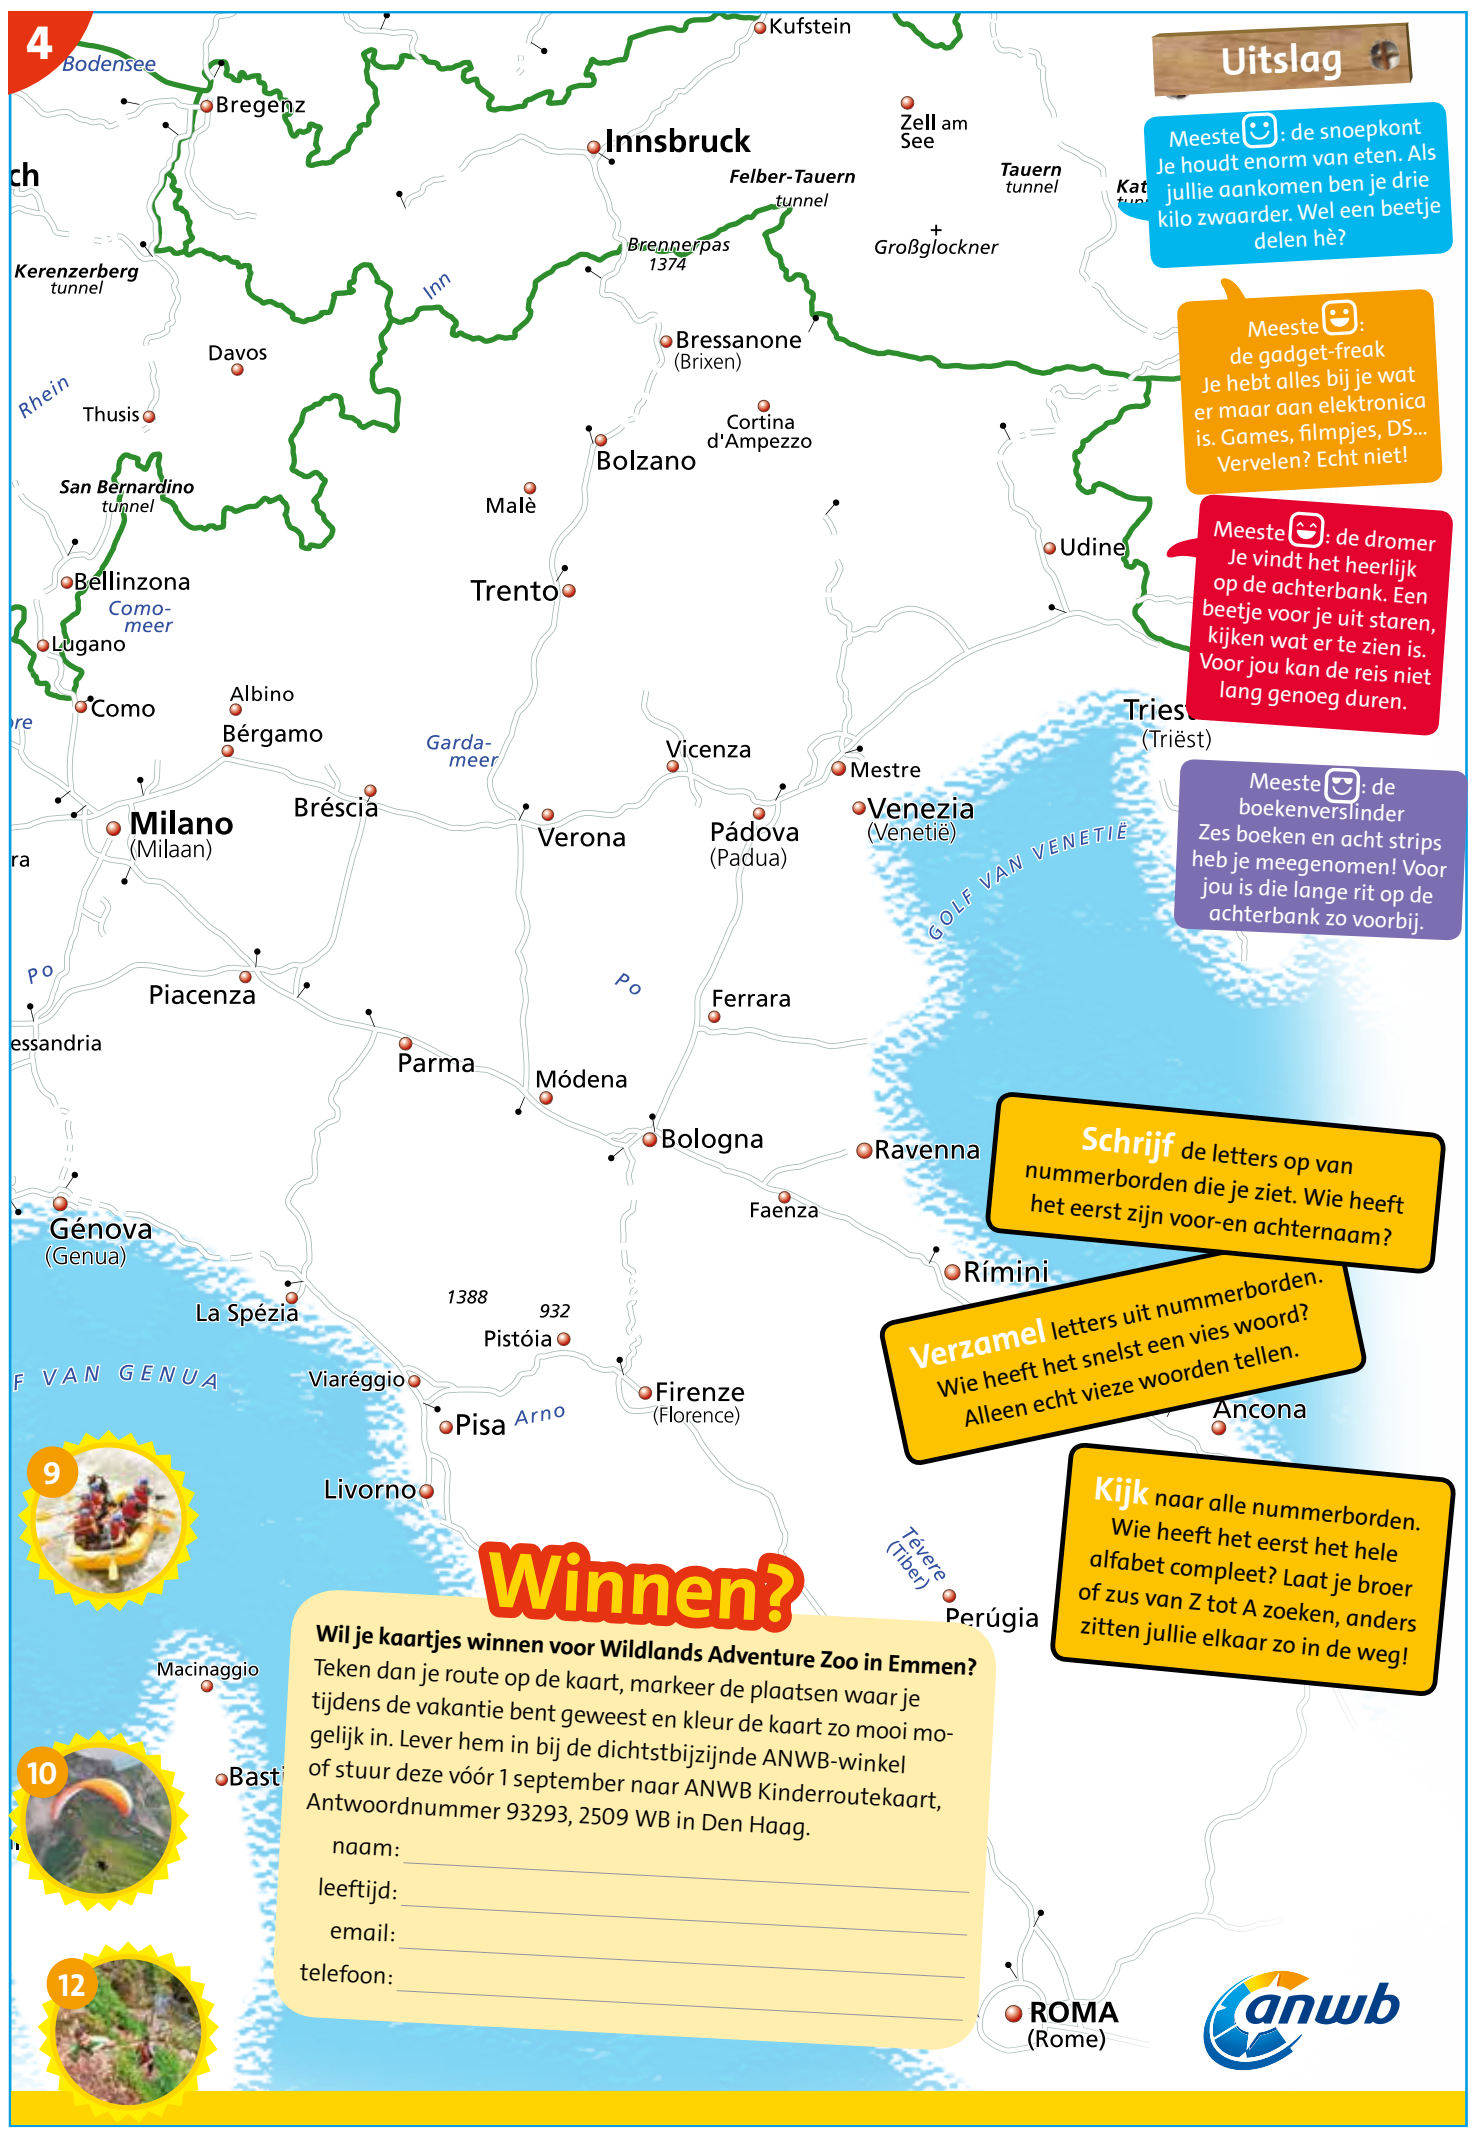 4
Bodensee
Kufstein
Uitslag
Bregenz
Zell am
See
Innsbruck
Felber-Tauern
tunnel
Tauern
tunnel
Kat
Meeste : de snoepkont
Je houdt enorm van eten. Als
jullie aankomen ben je drie
kilo zwaarder. Wel een beetje
delen hè?
ch
Kerenzerberg
tunnel
Inn
Brennerpas
1374
Großglockner
Meeste :
de gadget-freak
Je hebt alles bij je wat
er maar aan elektronica
is. Games, filmpjes, DS...
Vervelen? Echt niet!
Davos
Rhein
Thusis
Bressanone
(Brixen)
Cortina
d'Ampezzo
Bolzano
San Bernardino
tunnel
Malè
Udine
Meeste : de dromer
Je vindt het heerlijk
op de achterbank. Een
beetje voor je uit staren,
kijken wat er te zien is.
Voor jou kan de reis niet
lang genoeg duren.
Bellinzona
Como-
meer
Trento
Lugano
Como
ore
Albino
Bérgamo
Garda-
meer
Vicenza
Mestre
Triest
(Triëst)
Meeste : de
boekenverslinder
Zes boeken en acht strips
heb je meegenomen! Voor
jou is die lange rit op de
achterbank zo voorbij.
Milano
(Milaan)
Bréscia
Verona
Pádova
(Padua)
Venezia
(Venetië)
GOLF VAN VENETIË
ra
Po
Piacenza
Po
Ferrara
essandria
Parma
Módena
Bologna
Ravenna
Faenza
Schrijf de letters op van
nummerborden die je ziet. Wie heeft
het eerst zijn voor-en achternaam?
Génova
(Genua)
Rímini
La Spézia
1388
932
Pistóia
Verzamel letters uit nummerborden.
Wie heeft het snelst een vies woord?
Alleen echt vieze woorden tellen.
F VAN GENUA
Viaréggio
Pisa
Arno
Firenze
(Florence)
Ancona
Livorno
9
Kijk naar alle nummerborden.
Wie heeft het eerst het hele
alfabet compleet? Laat je broer
of zus van Z tot A zoeken, anders
zitten jullie elkaar zo in de weg!
Tévere
(Tiber)
Perúgia
Winnen?
Wil je kaartjes winnen voor Wildlands Adventure Zoo in Emmen?
Teken dan je route op de kaart, markeer de plaatsen waar je
tijdens de vakantie bent geweest en kleur de kaart zo mooi mo-
gelijk in. Lever hem in bij de dichtstbijzijnde ANWB-winkel
of stuur deze vóór 1 september naar ANWB Kinderroutekaart,
Antwoordnummer 93293, 2509 WB in Den Haag.
naam:
leeftijd:
email:
telefoon:
Macinaggio
10
Basti
12
ROMA
(Rome)
anwb